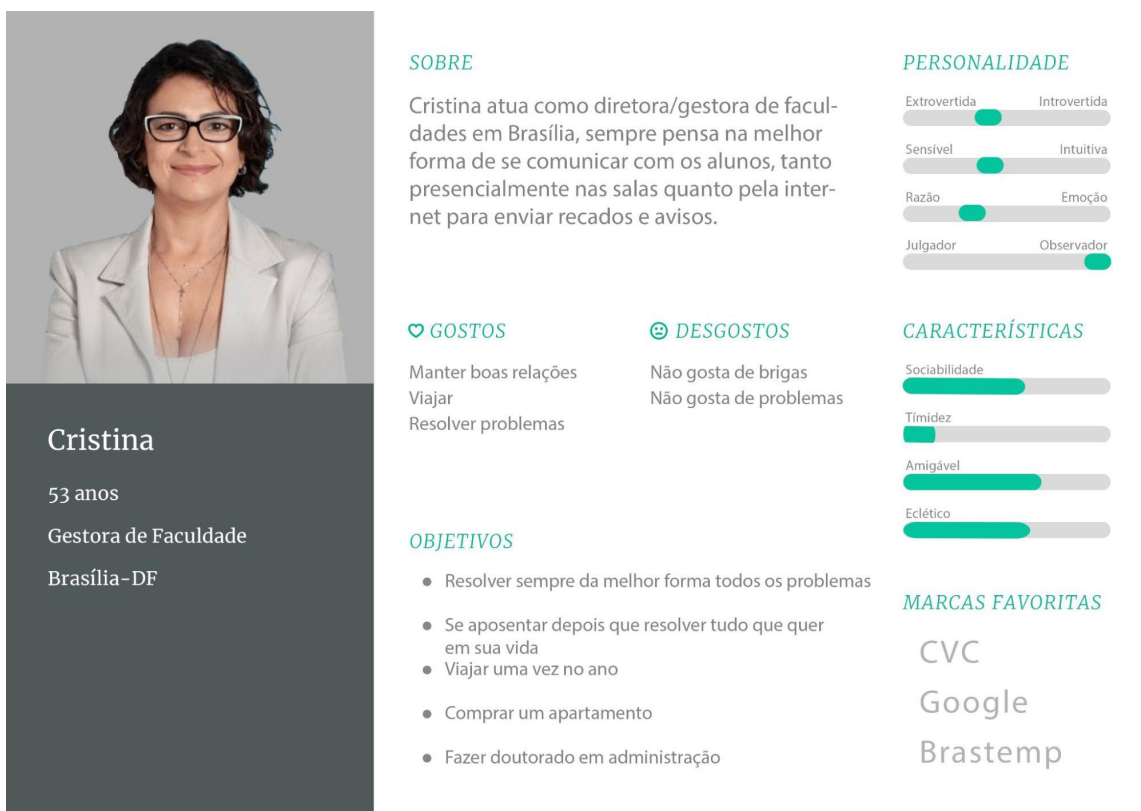 Cristina
53 anos
Gestora de Faculdade
Brasília-DF
SOBRE
Cristina atua como diretora/gestora de facul-
dades em Brasília, sempre pensa na melhor
forma de se comunicar com os alunos, tanto
presencialmente nas salas quanto pela inter-
net para enviar recados e avisos.
GOSTOS
Manter boas relações
Viajar
Resolver problemas
DESGOSTOS
Não gosta de brigas
Não gosta de problemas
OBJETIVOS
Resolver sempre da melhor forma todos os problemas
Se aposentar depois que resolver tudo que quer
em sua vida
Viajar uma vez no ano
Comprar um apartamento
Fazer doutorado em administração
PERSONALIDADE
Extrovertida Introvertida
Sensível Intuitiva
Razão Emoção
Julgador Observador
CARACTERÍSTICAS
Sociabilidade
Tímidez
Amigável
Eclético
MARCAS FAVORITAS
CVC
Google
Brastemp